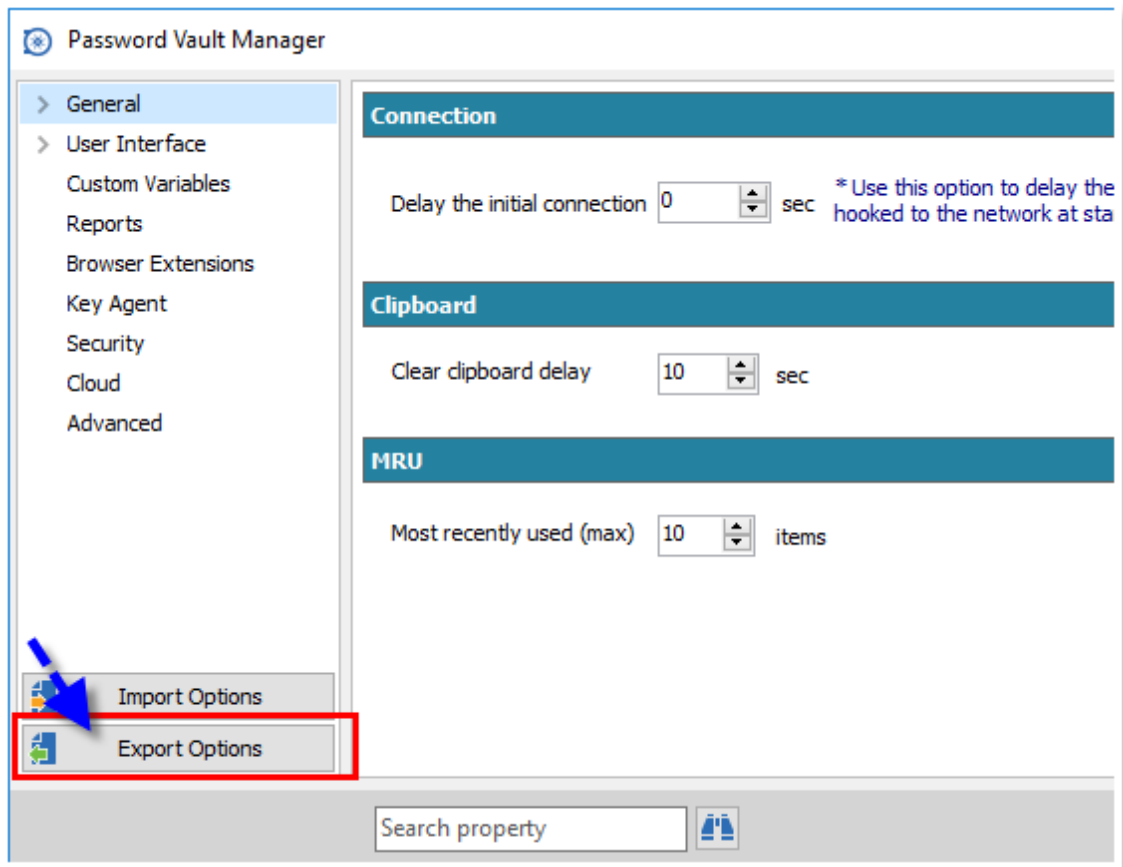 Password Vault Manager
General
User Interface
Custom Variables
Reports
Browser Extensions
Key Agent
Security
Cloud
Advanced
Import Options
Export Options
Connection
Delay the initial connection 0 sec
* Use this option to delay the
hooked to the network at sta
Clipboard
Clear clipboard delay 10 sec
MRU
Most recently used (max) 10 items
Search property